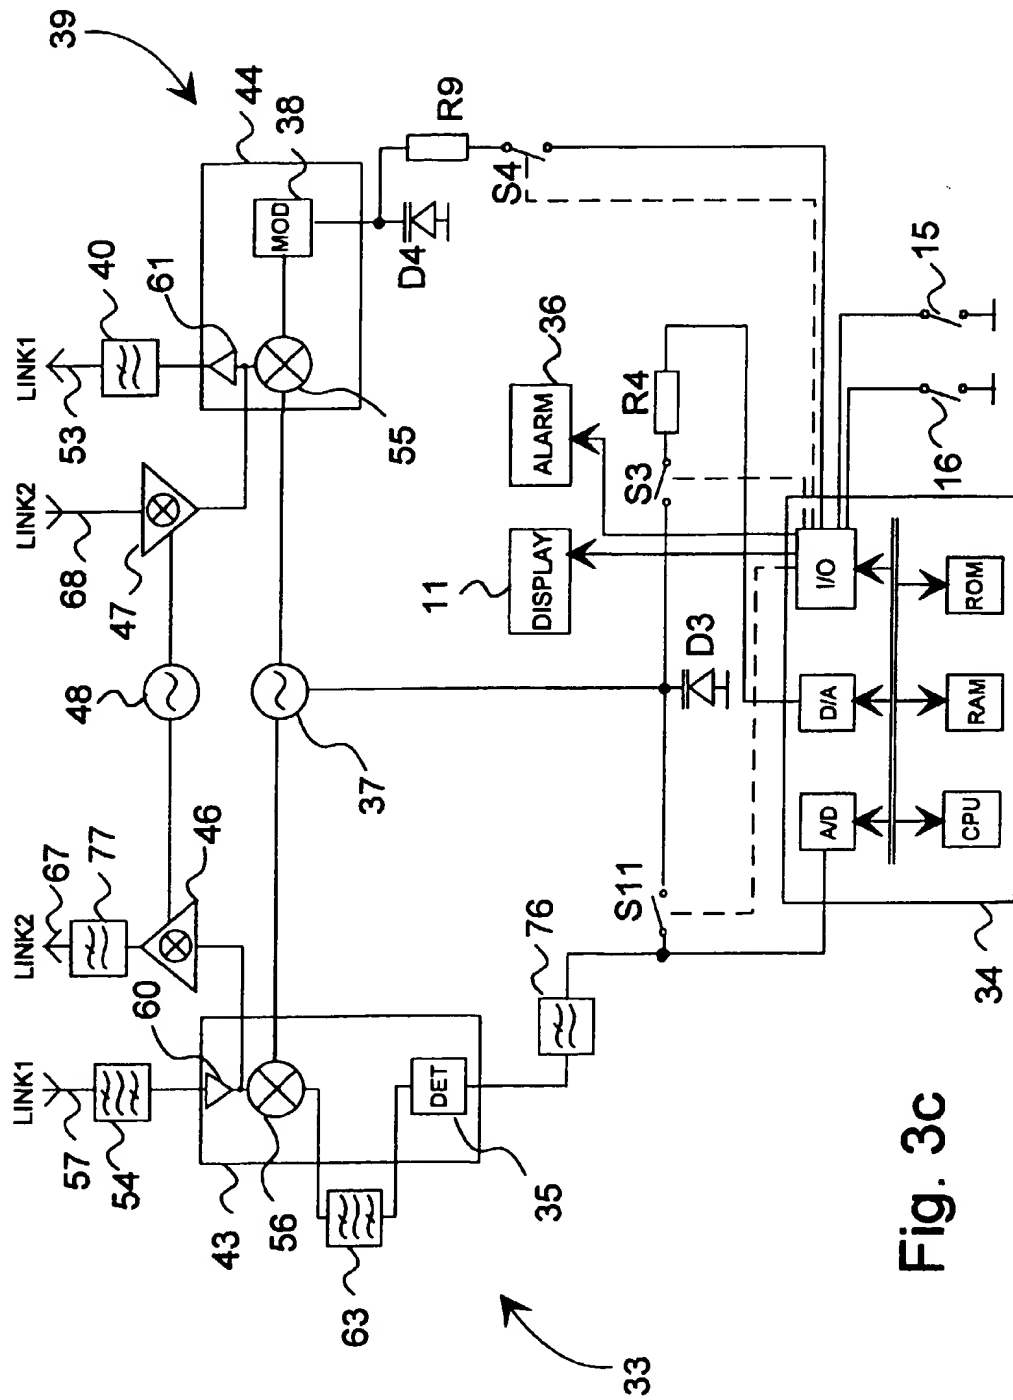 39
LINK1
53
40
61
44
38
MOD
55
R9
S4
D4
LINK2
68
47
48
37
LINK2
67
77
46
LINK1
57
54
60
56
43
DET
35
63
33
76
S11
D3
S3
R4
11
DISPLAY
36
ALARM
15
16
I/O
D/A
A/D
ROM
RAM
CPU
34
Fig. 3c